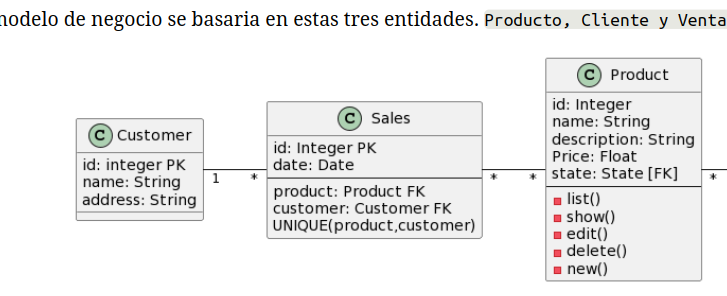 modelo de negocio se basaria en estas tres entidades. Producto, Cliente y Venta
C Customer
id: integer PK
name: String
address: String
1 *
C Sales
id: Integer PK
date: Date
product: Product FK
customer: Customer FK
UNIQUE(product,customer)
* *
C Product
id: Integer
name: String
description: String
Price: Float
state: State [FK]
list()
show()
edit()
delete()
new()
*